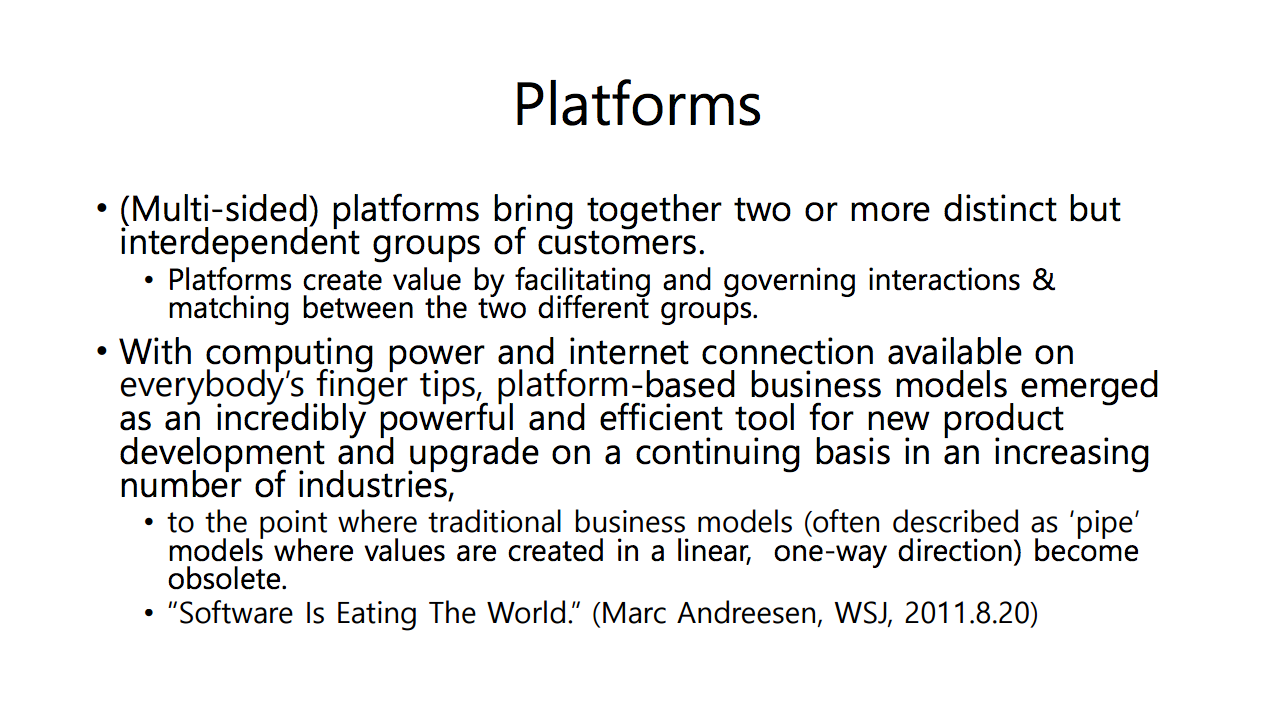 Platforms
• (Multi-sided) platforms bring together two or more distinct but
interdependent groups of customers.
• Platforms create value by facilitating and governing interactions &
matching between the two different groups.
• With computing power and internet connection available on
everybody’s finger tips, platform-based business models emerged
as an incredibly powerful and efficient tool for new product
development and upgrade on a continuing basis in an increasing
number of industries,
• to the point where traditional business models (often described as ‘pipe’
models where values are created in a linear,  one-way direction) become
obsolete.
• “Software Is Eating The World.” (Marc Andreesen, WSJ, 2011.8.20)